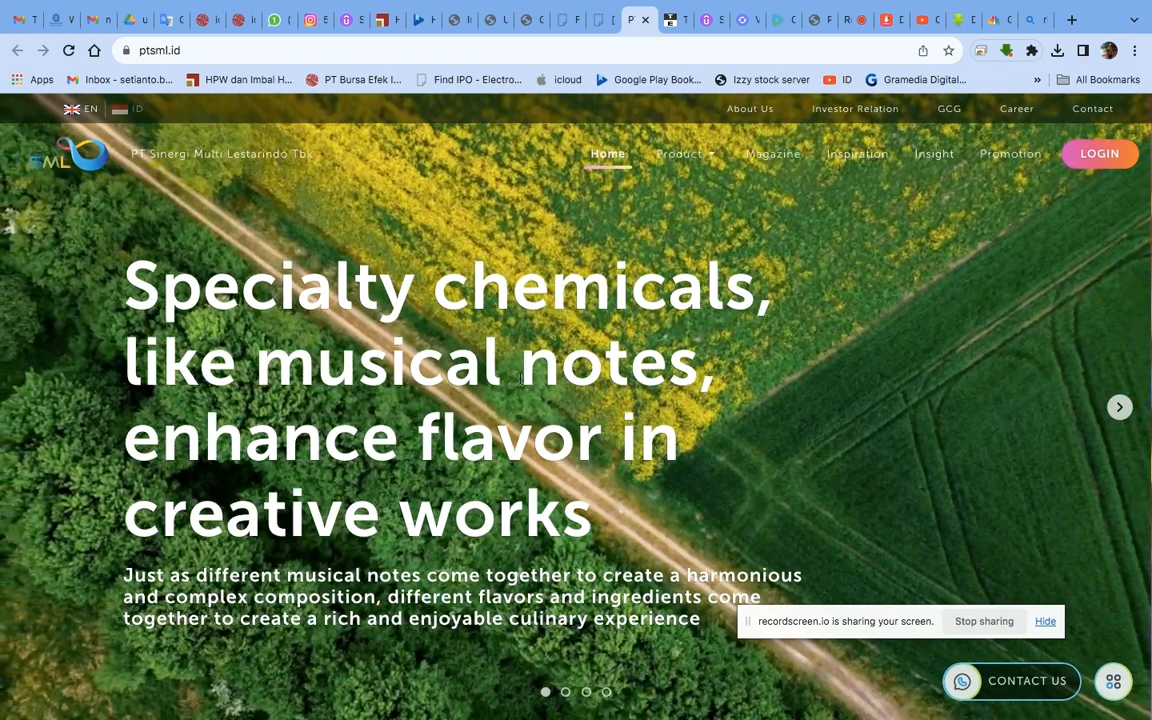 ptsml.id
Apps
Inbox - setianto.b...
HPW dan Imbal H...
PT Bursa Efek I...
Find IPO - Electro...
icloud
Google Play Book...
Izzy stock server
ID
Gramedia Digital...
»
All Bookmarks
EN
ID
About Us
Investor Relation
GCG
Career
Contact
SML
PT Sinergi Multi Lestarindo Tbk
Home
Product
Magazine
Inspiration
Insight
Promotion
LOGIN
Specialty chemicals,
like musical notes,
enhance flavor in
creative works
Just as different musical notes come together to create a harmonious
and complex composition, different flavors and ingredients come
together to create a rich and enjoyable culinary experience
recordscreen.io is sharing your screen.
Stop sharing
Hide
CONTACT US